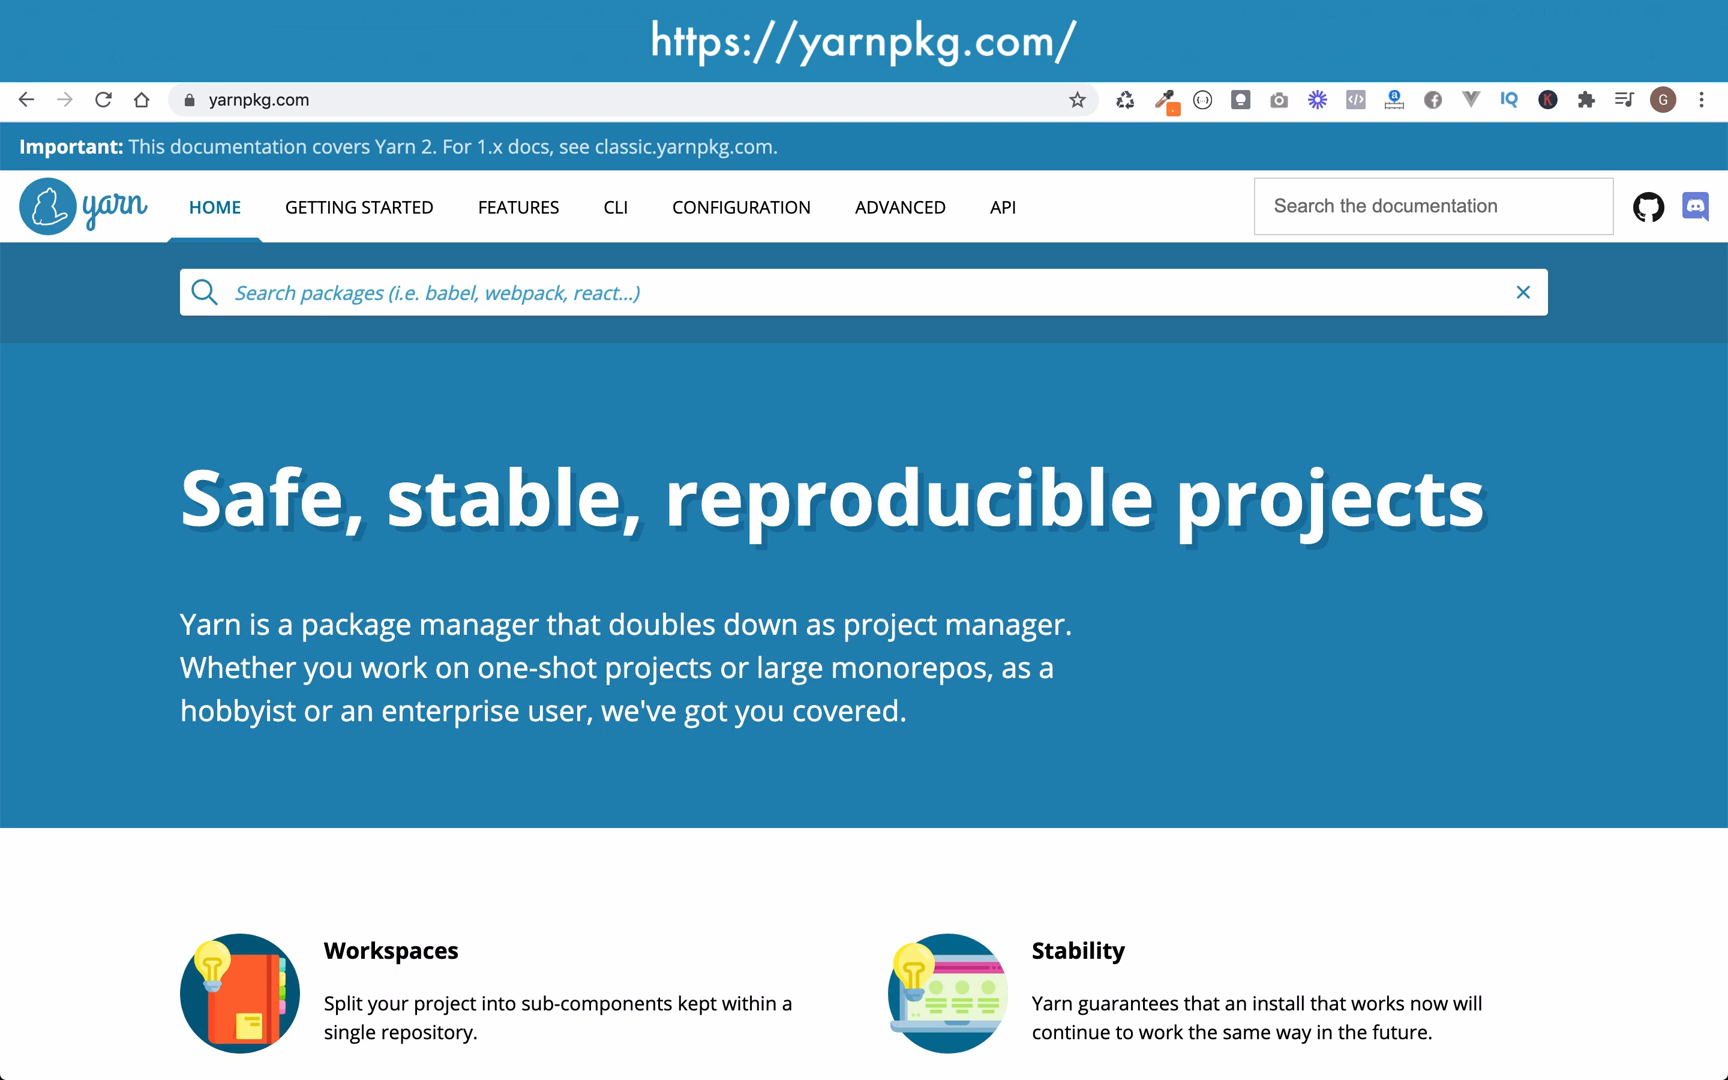 https://yarnpkg.com/
yarnpkg.com
IQ
K
G
Important: This documentation covers Yarn 2. For 1.x docs, see classic.yarnpkg.com.
yarn
HOME GETTING STARTED FEATURES CLI CONFIGURATION ADVANCED API
Search the documentation
Search packages (i.e. babel, webpack, react...)
Safe, stable, reproducible projects
Yarn is a package manager that doubles down as project manager.
Whether you work on one-shot projects or large monorepos, as a
hobbyist or an enterprise user, we've got you covered.
Workspaces
Split your project into sub-components kept within a
single repository.
Stability
Yarn guarantees that an install that works now will
continue to work the same way in the future.